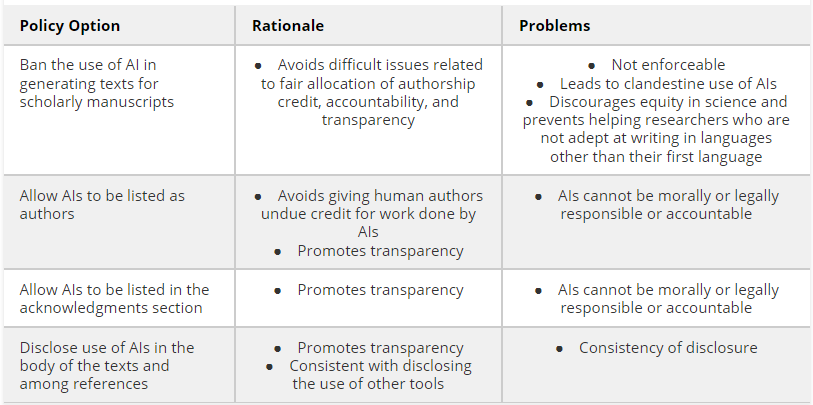 Policy Option
Rationale
Problems
Ban the use of AI in
generating texts for
scholarly manuscripts
● Avoids difficult issues related
to fair allocation of authorship
credit, accountability, and
transparency
● Not enforceable
● Leads to clandestine use of AIs
● Discourages equity in science and
prevents helping researchers who are
not adept at writing in languages
other than their first language
Allow AIs to be listed as
authors
● Avoids giving human authors
undue credit for work done by
AIs
● Promotes transparency
● AIs cannot be morally or legally
responsible or accountable
Allow AIs to be listed in the
acknowledgments section
● Promotes transparency
● AIs cannot be morally or legally
responsible or accountable
Disclose use of AIs in the
body of the texts and
among references
● Promotes transparency
● Consistent with disclosing
the use of other tools
● Consistency of disclosure